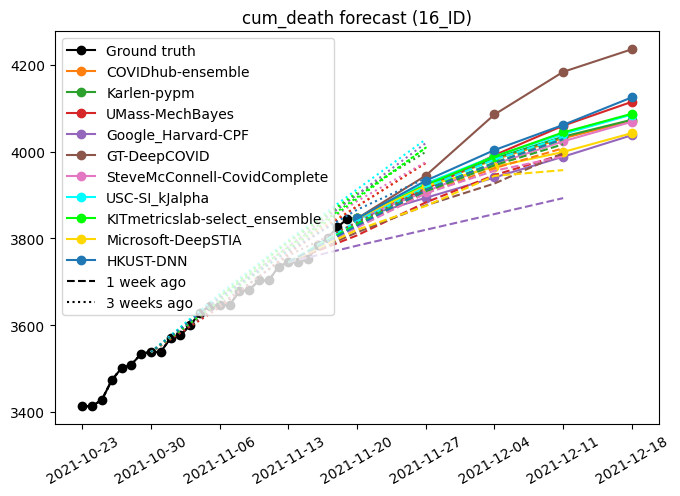 cum_death forecast (16_ID)
Ground truth
COVIDhub-ensemble
Karlen-pypm
UMass-MechBayes
Google_Harvard-CPF
GT-DeepCOVID
SteveMcConnell-CovidComplete
USC-SI_kJalpha
KITmetricslab-select_ensemble
Microsoft-DeepSTIA
HKUST-DNN
1 week ago
3 weeks ago
4200
4000
3800
3600
3400
2021-10-23
2021-10-30
2021-11-06
2021-11-13
2021-11-20
2021-11-27
2021-12-04
2021-12-11
2021-12-18